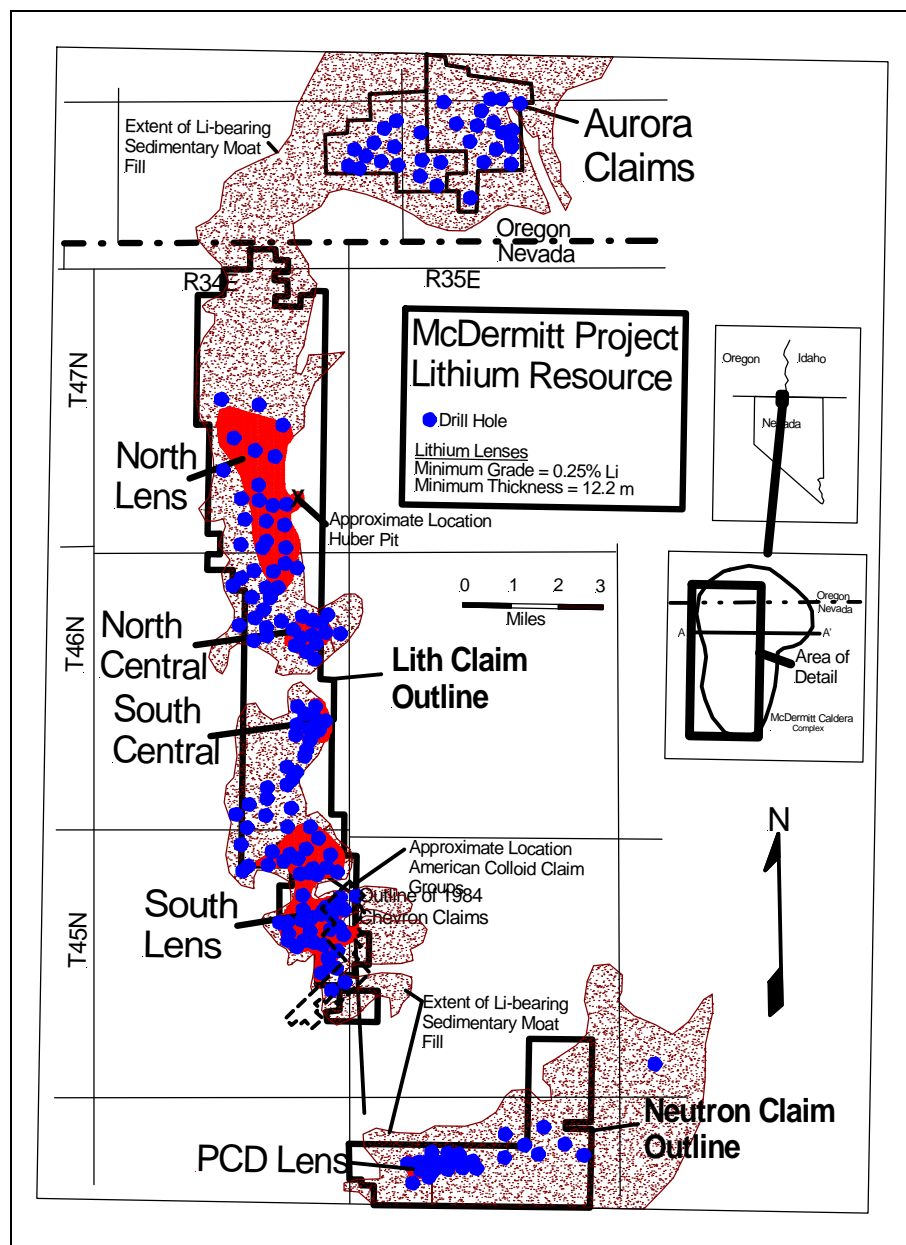 Extent of Li-bearing
Sedimentary Moat
Fill
Aurora
Claims
Oregon
Nevada
R34E
R35E
McDermitt Project
Lithium Resource
Drill Hole
Lithium Lenses
Minimum Grade = 0.25% Li
Minimum Thickness = 12.2 m
Oregon
Idaho
Nevada
T47N
North
Lens
X
Approximate Location
Huber Pit
0 .1 .2 .3
Miles
T46N
North
Central
Lith Claim
Outline
South
Central
Oregon
Nevada
A
A'
Area of
Detail
McDermitt Caldera
Complex
N
Approximate Location
American Colloid Claim
Groups
Outline of 1984
Chevron Claims
South
Lens
T45N
Extent of Li-bearing
Sedimentary Moat
Fill
Neutron Claim
Outline
PCD Lens